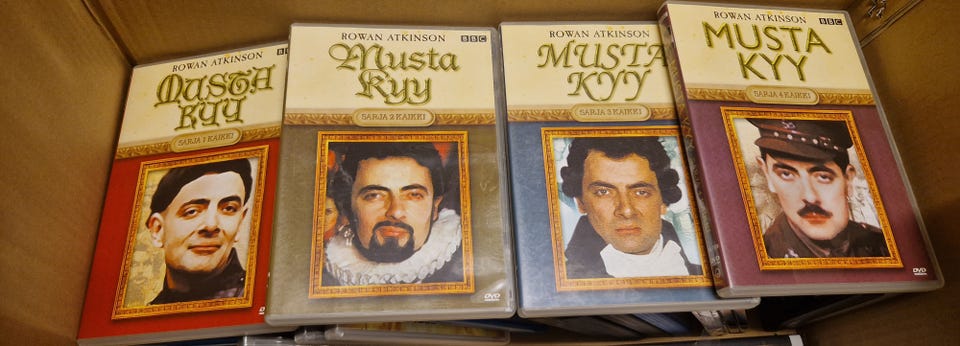 ROWAN ATKINSON
BBC
MUSTA
KYY
SARJA 1 KAIKKI
ROWAN ATKINSON
BBC
Musta
Kyy
SARJA 2 KAIKKI
DVD
ROWAN ATKINSON
MUSTA
KYY
SARJA 3 KAIKKI
ROWAN ATKINSON
BBC
MUSTA
KYY
SARJA 4 KAIKKI
DVD